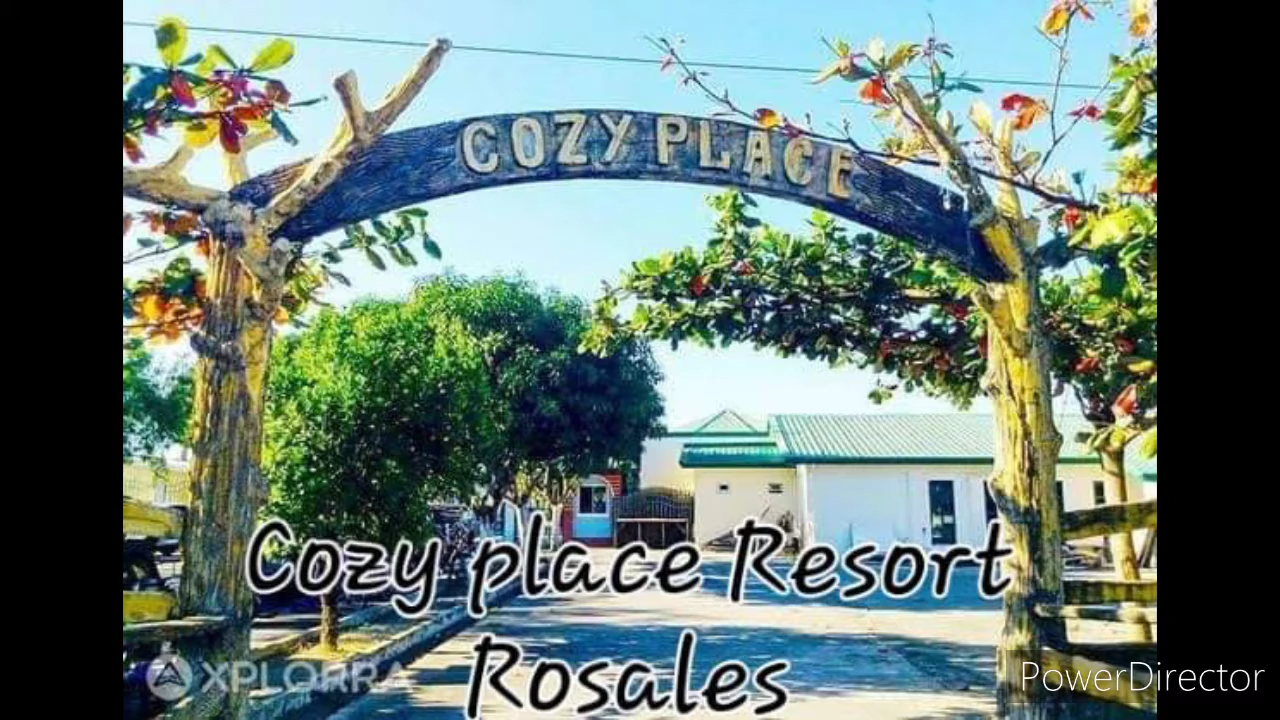 COZY PLACE
Cozy place Resort
Rosales
XPLORRA
PowerDirector